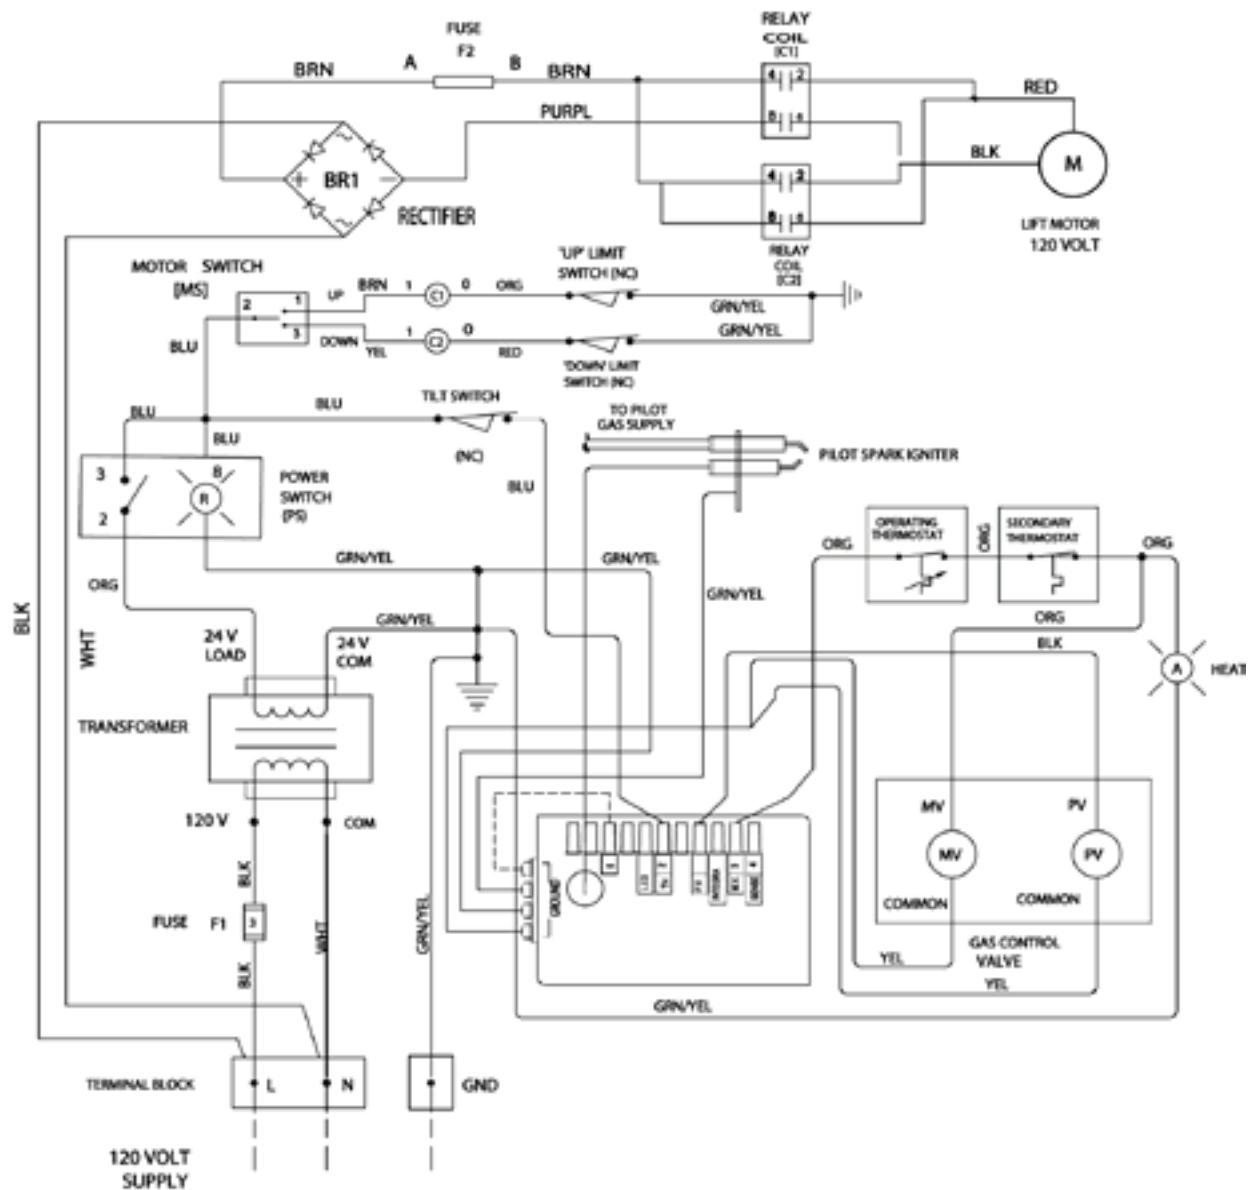 FUSE
F2
RELAY
COIL
[C1]
BRN
A
B
BRN
4
2
RED
PURPL
BLK
M
BR1
4
2
RECTIFIER
LIFT MOTOR
120 VOLT
RELAY
COIL
[C2]
MOTOR SWITCH
[MS]
'UP' LIMIT
SWITCH (NC)
2
1
UP
BRN
1
C1
0
ORG
GRN/YEL
3
DOWN
YEL
1
C2
0
RED
GRN/YEL
BLU
'DOWN' LIMIT
SWITCH (NC)
BLU
BLU
TILT SWITCH
TO PILOT
GAS SUPPLY
BLU
(NC)
PILOT SPARK IGNITER
3
8
R
2
POWER
SWITCH
(PS)
BLU
OPERATING
THERMOSTAT
SECONDARY
THERMOSTAT
ORG
ORG
ORG
GRN/YEL
GRN/YEL
GRN/YEL
ORG
ORG
BLK
BLK
WHT
24 V
LOAD
24 V
COM
GRN/YEL
A
HEAT
TRANSFORMER
120 V
COM
MV
PV
MV
PV
COMMON
COMMON
BLK
FUSE
F1
3
WHT
GRN/YEL
GROUND
BLK
YEL
GAS CONTROL
VALVE
YEL
GRN/YEL
TERMINAL BLOCK
L
N
GND
120 VOLT
SUPPLY